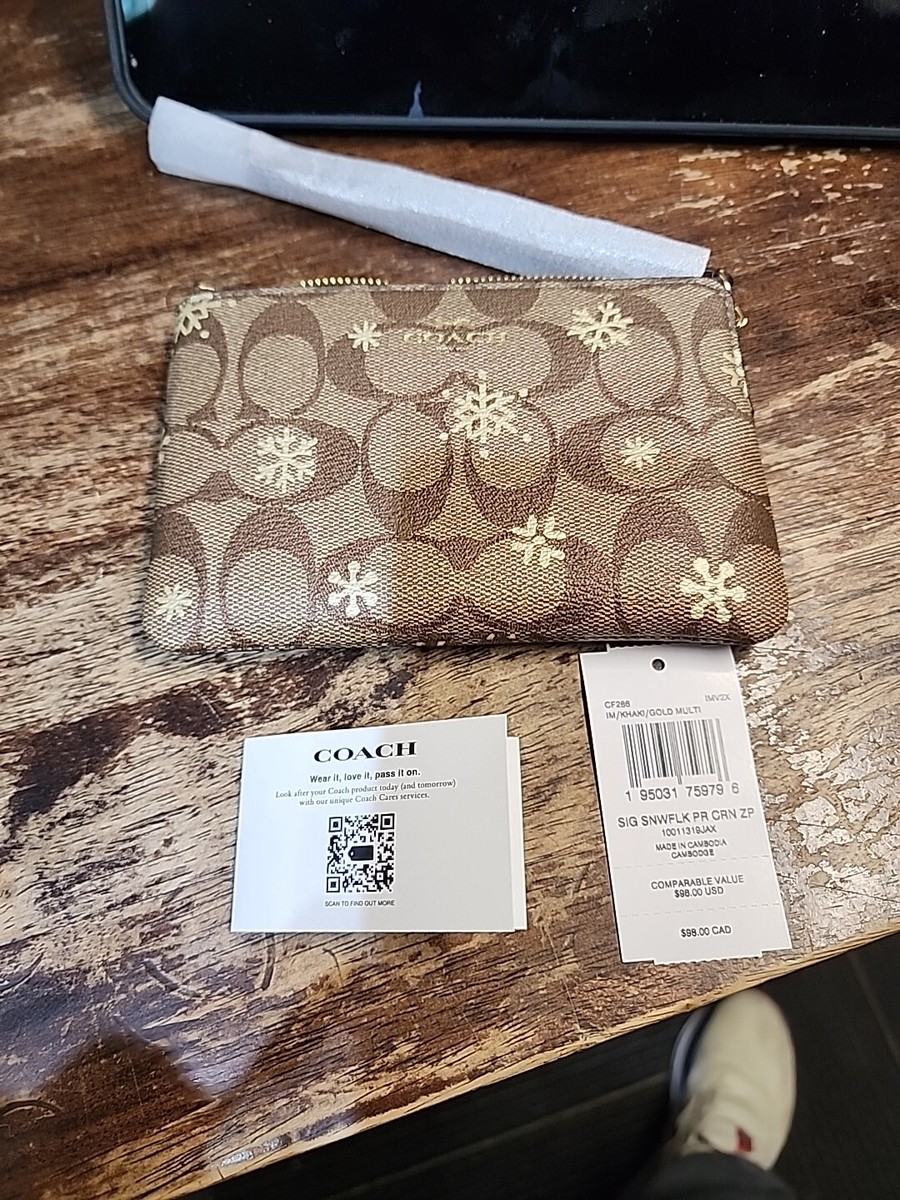 COACH
CF286 IMV2X
IM/KHAKI/GOLD MULTI
1 95031 75979 6
SIG SNWFLK PR CRN ZP
10011319JAX
MADE IN CAMBODIA
CAMBODGE
COMPARABLE VALUE
$98.00 USD
$98.00 CAD
COACH
Wear it, love it, pass it on.
Look after your Coach product today (and tomorrow)
with our unique Coach Cares services.
SCAN TO FIND OUT MORE